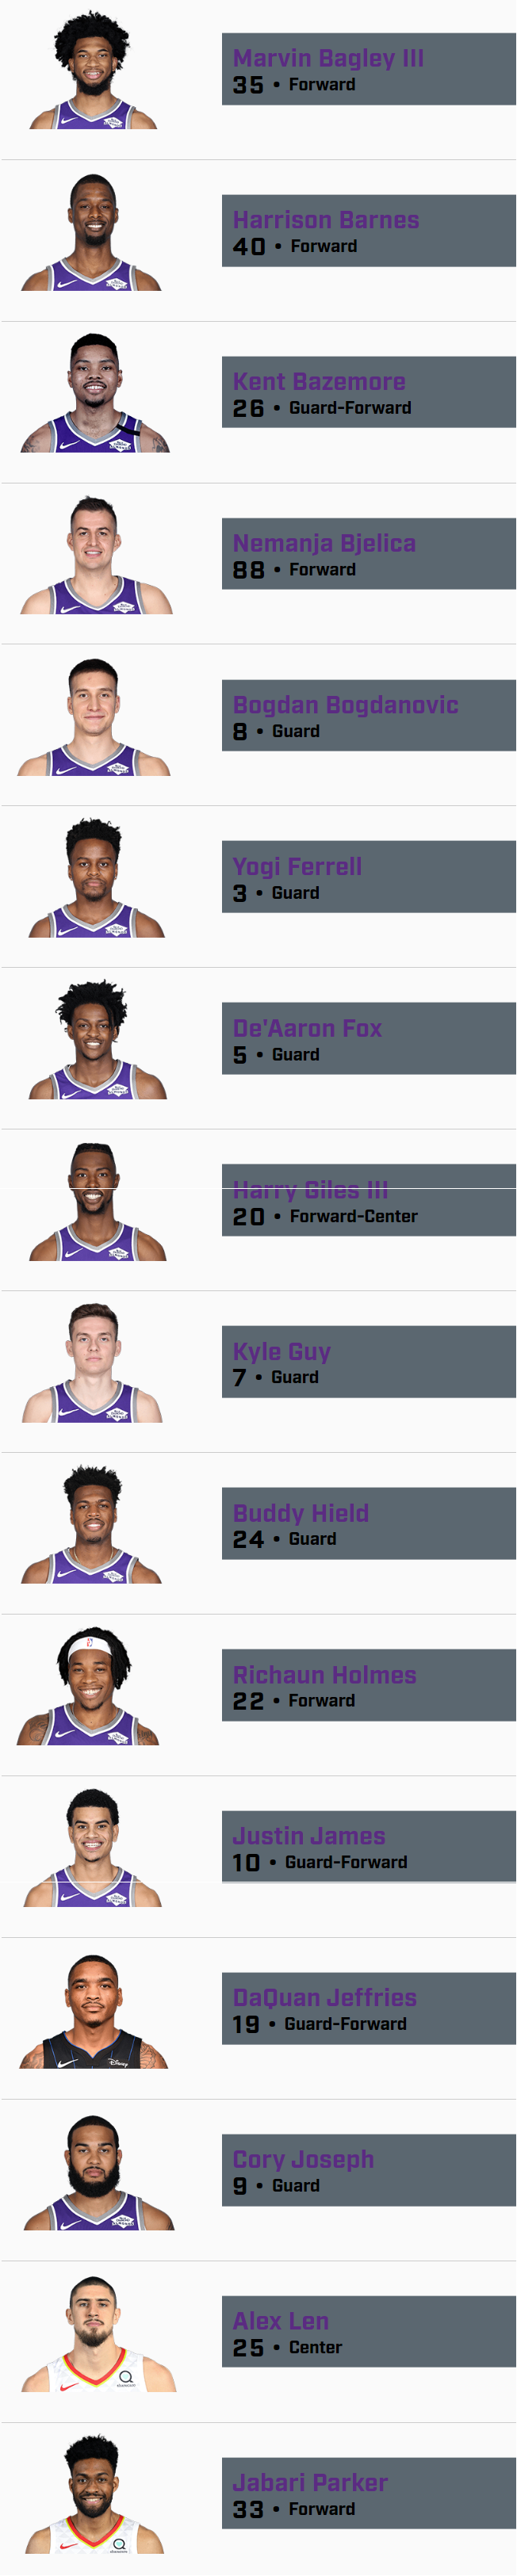 Marvin Bagley III
35 • Forward
Harrison Barnes
40 • Forward
Kent Bazemore
26 • Guard-Forward
Nemanja Bjelica
88 • Forward
Bogdan Bogdanovic
8 • Guard
Yogi Ferrell
3 • Guard
De'Aaron Fox
5 • Guard
Harry Giles III
20 • Forward-Center
Kyle Guy
7 • Guard
Buddy Hield
24 • Guard
Richaun Holmes
22 • Forward
Justin James
10 • Guard-Forward
DaQuan Jeffries
19 • Guard-Forward
Disney
Cory Joseph
9 • Guard
Alex Len
25 • Center
Jabari Parker
33 • Forward